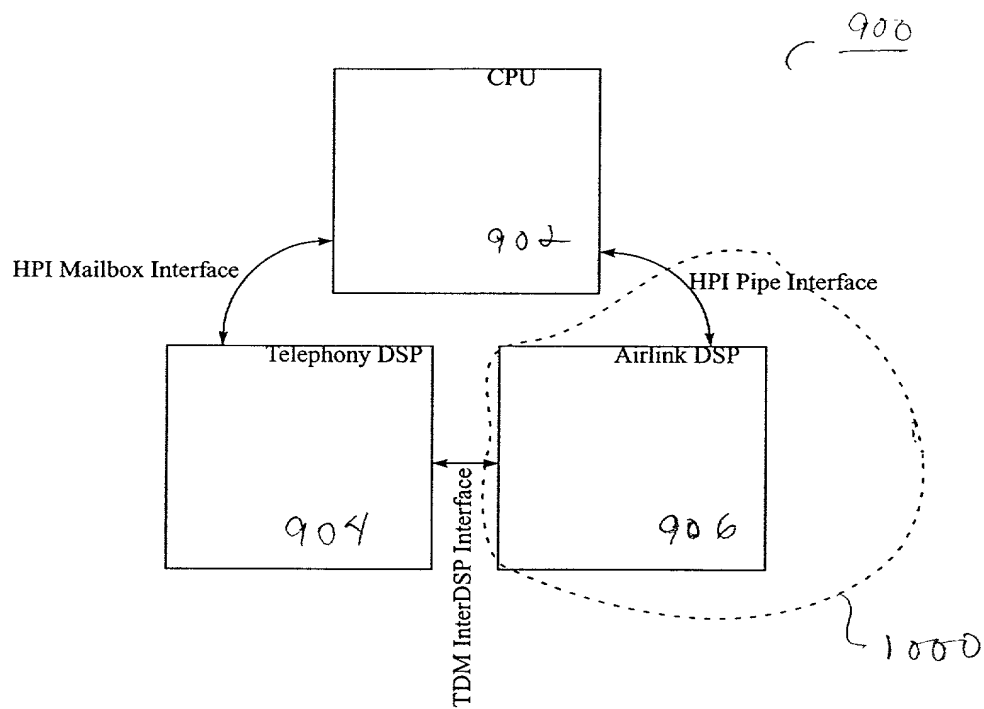 900
CPU
902
HPI Mailbox Interface
HPI Pipe Interface
Telephony DSP
Airlink DSP
904
906
TDM InterDSP Interface
1000